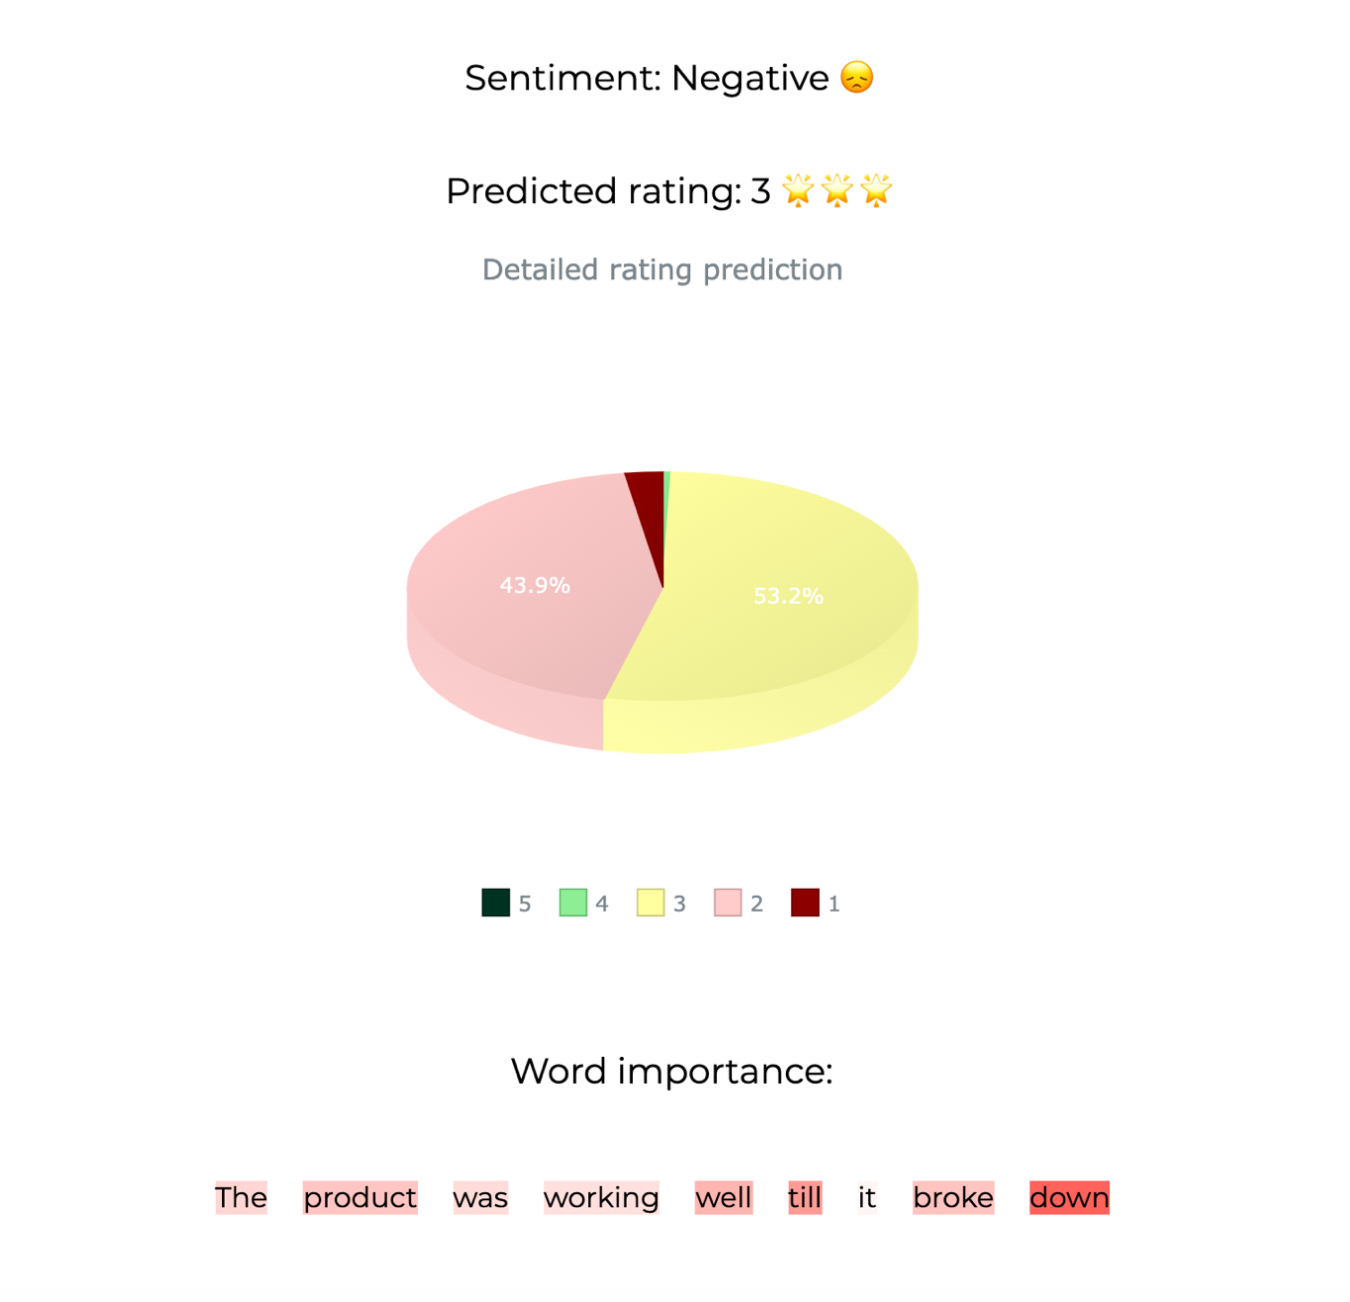 Sentiment: Negative 😞
Predicted rating: 3 🌟🌟🌟
Detailed rating prediction
43.9%
53.2%
5 4 3 2 1
Word importance:
The product was working well till it broke down